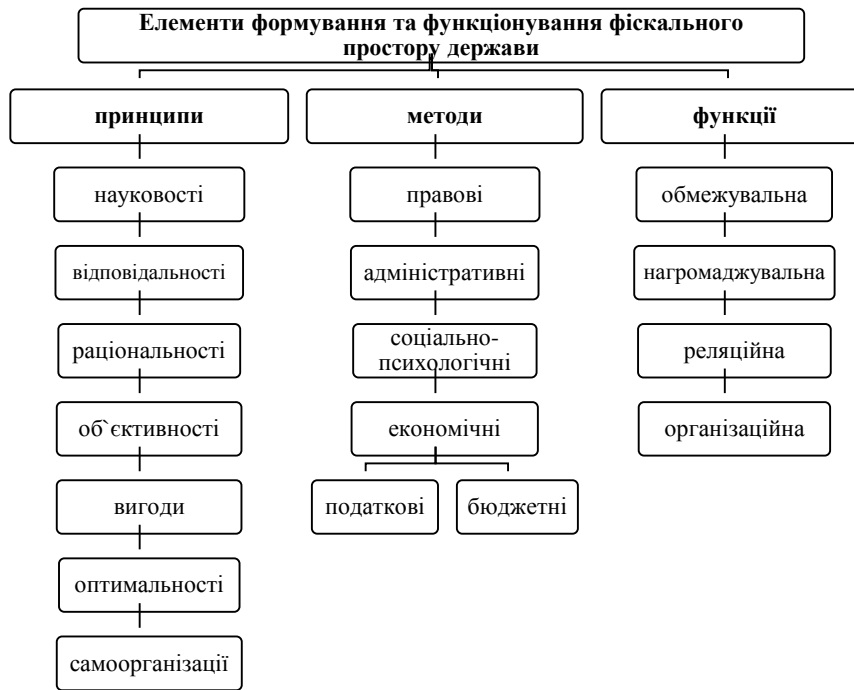 Елементи формування та функціонування фіскального
простору держави
принципи
методи
функції
науковості
відповідальності
раціональності
об`єктивності
вигоди
оптимальності
самоорганізації
правові
адміністративні
соціально-
психологічні
економічні
податкові
бюджетні
обмежувальна
нагромаджувальна
реляційна
організаційна